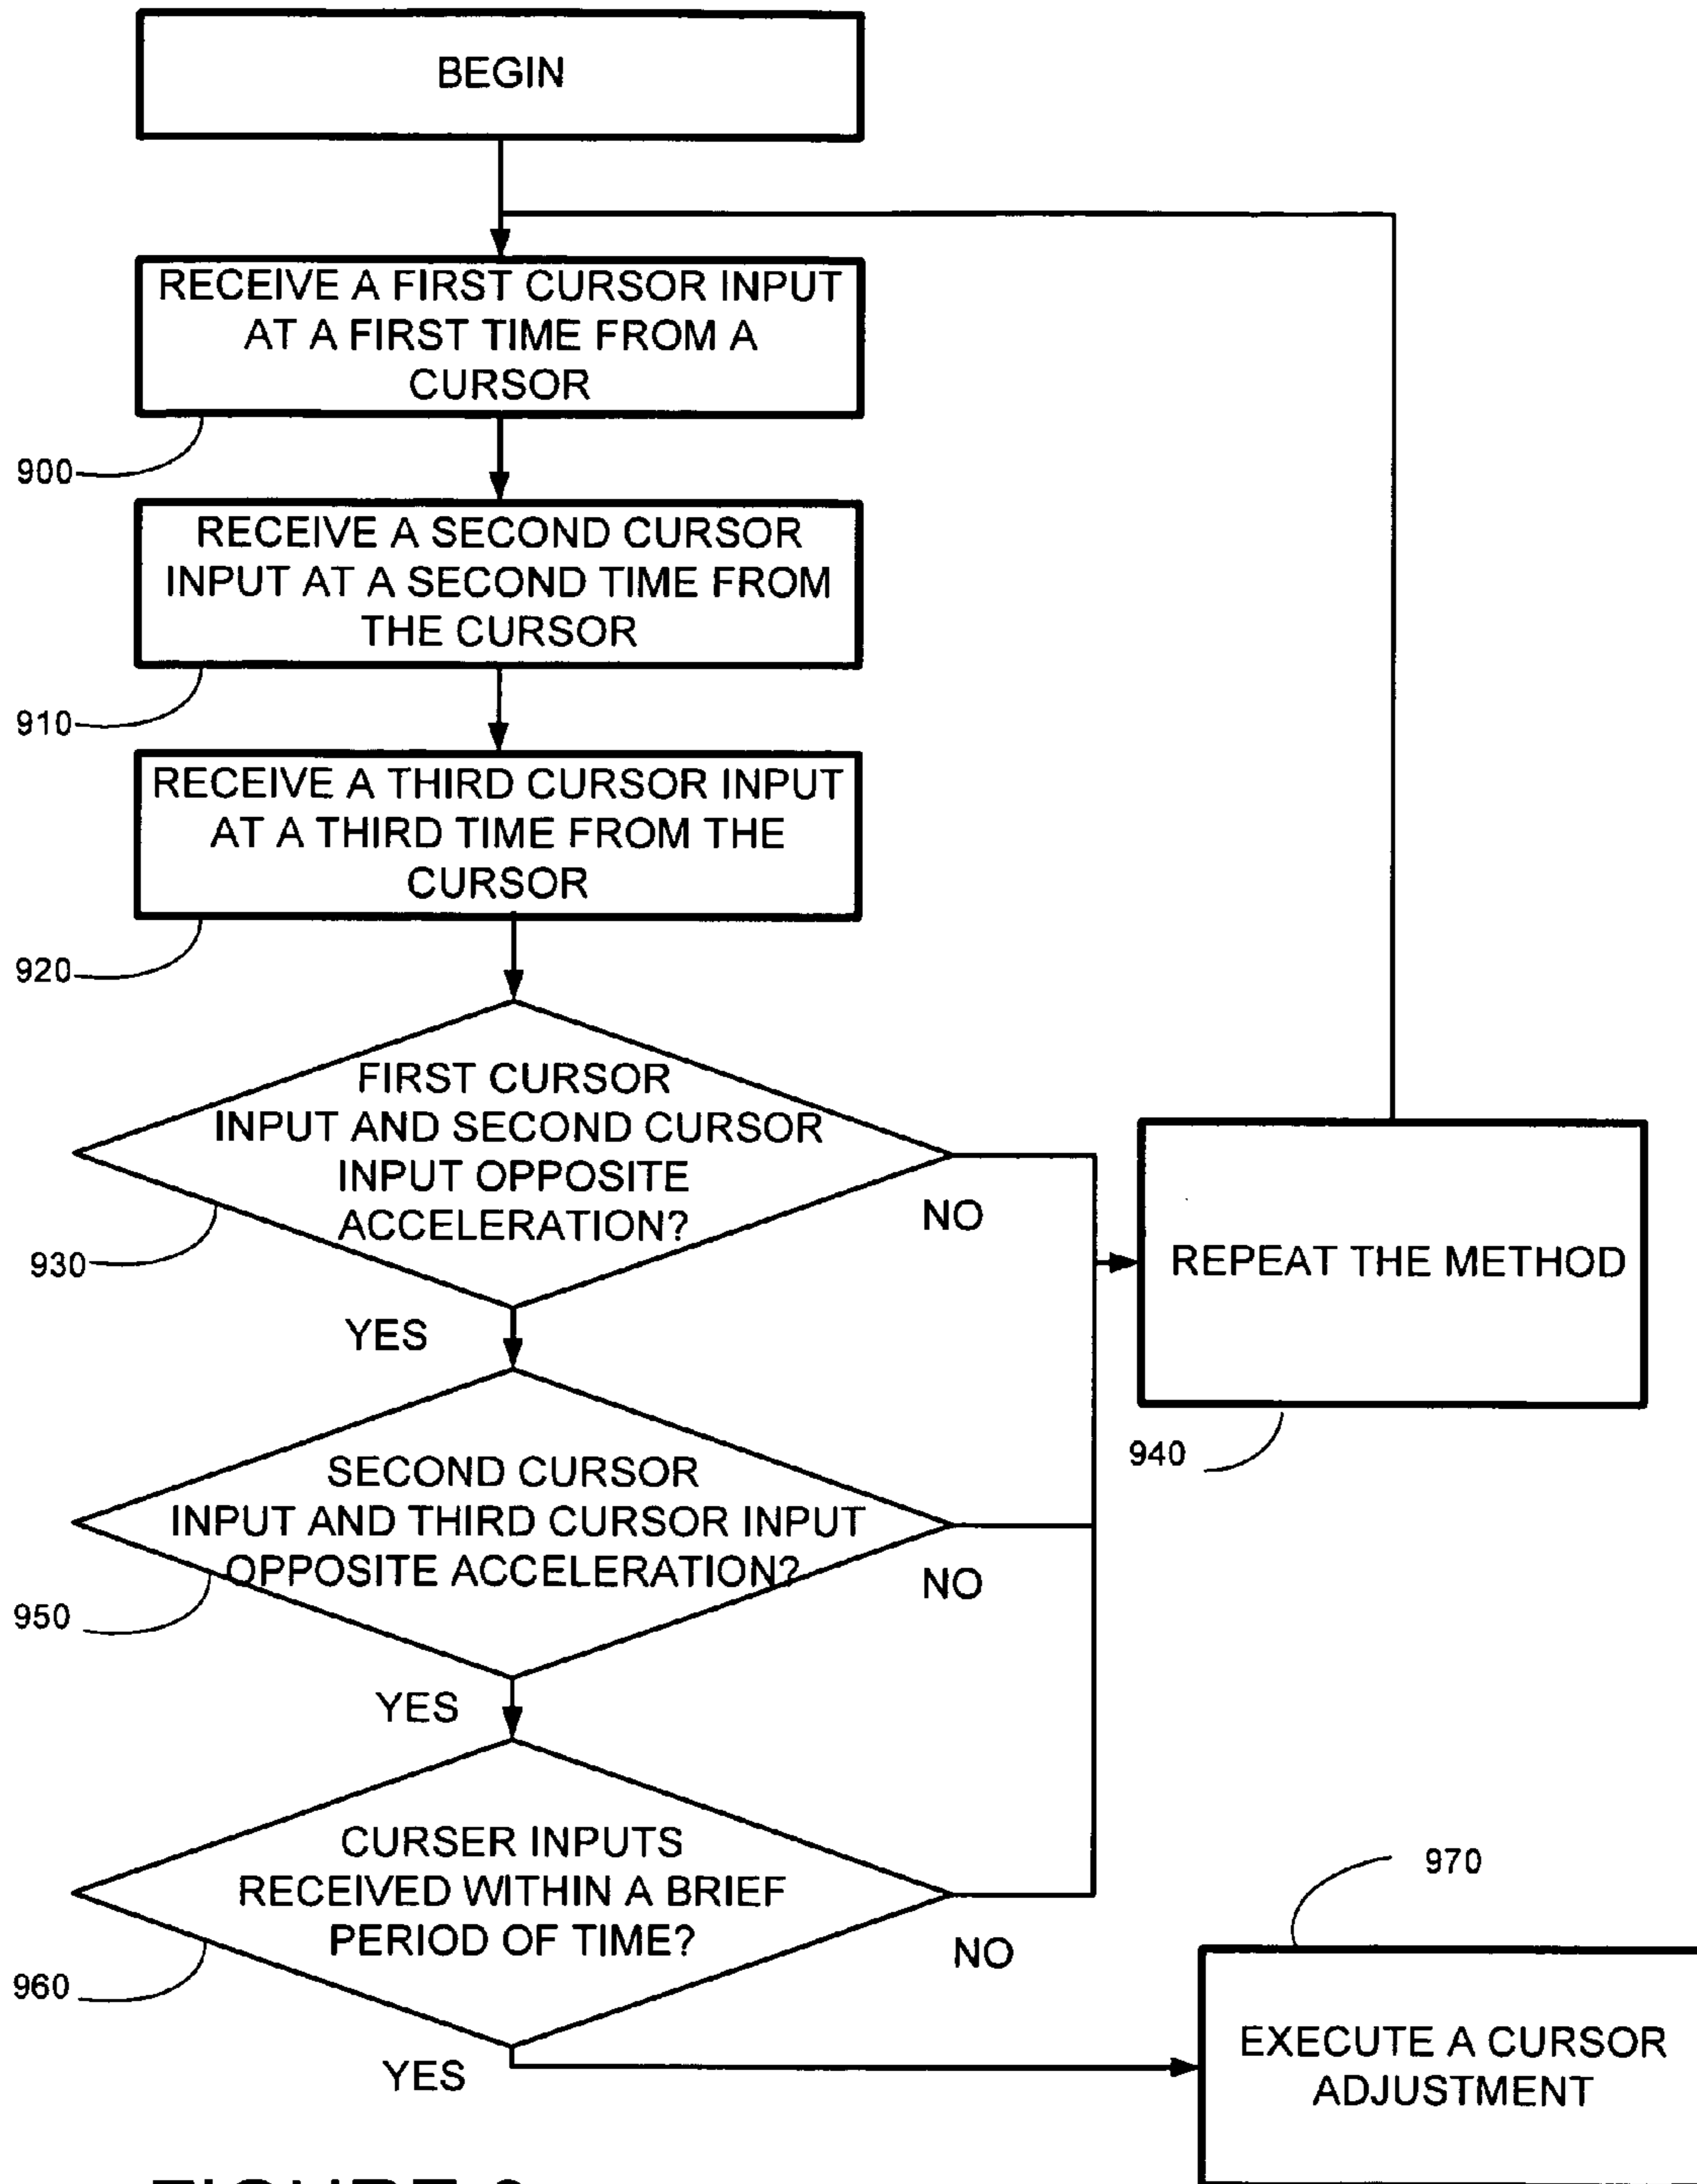 BEGIN
RECEIVE A FIRST CURSOR INPUT
AT A FIRST TIME FROM A
CURSOR
900
RECEIVE A SECOND CURSOR
INPUT AT A SECOND TIME FROM
THE CURSOR
910
RECEIVE A THIRD CURSOR INPUT
AT A THIRD TIME FROM THE
CURSOR
920
FIRST CURSOR
INPUT AND SECOND CURSOR
INPUT OPPOSITE
ACCELERATION?
NO
930
YES
REPEAT THE METHOD
940
SECOND CURSOR
INPUT AND THIRD CURSOR INPUT
OPPOSITE ACCELERATION?
NO
950
YES
CURSER INPUTS
RECEIVED WITHIN A BRIEF
PERIOD OF TIME?
NO
960
YES
970
EXECUTE A CURSOR
ADJUSTMENT